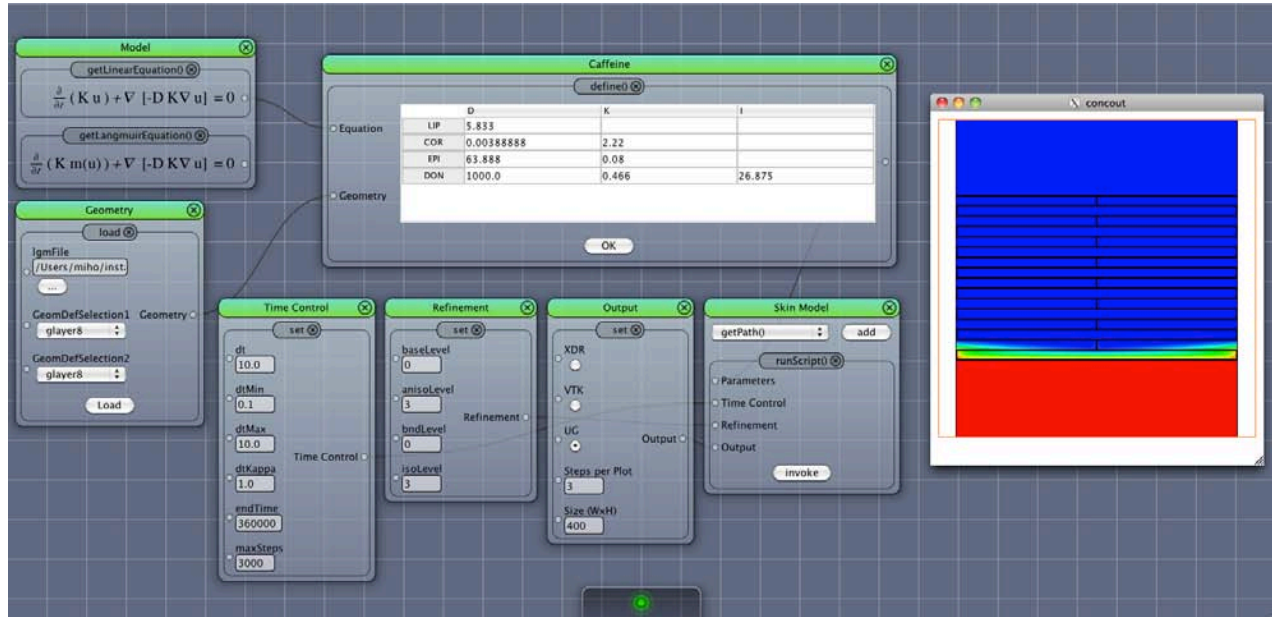 Model
getLinearEquation()
∂/∂t ( K u ) + ∇ [-D K∇ u] = 0
getLangmuirEquation()
∂/∂t ( K m(u) ) + ∇ [-D K∇ u] = 0
Caffeine
define()
D K I
LIP 5.833
COR 0.00388888 2.22
EPI 63.888 0.08
DON 1000.0 0.466 26.875
Equation
Geometry
OK
Geometry
load
lgmFile
/Users/miho/inst.
...
GeomDefSelection1
glayer8
Geometry
GeomDefSelection2
glayer8
Load
Time Control
set
dt
10.0
dtMin
0.1
dtMax
10.0
Time Control
dtKappa
1.0
endTime
360000
maxSteps
3000
Refinement
set
baseLevel
0
anisoLevel
3
Refinement
bndLevel
0
isoLevel
3
Output
set
XDR
VTK
UG
Output
Steps per Plot
3
Size (WxH)
400
Skin Model
getPath() add
runScript()
Parameters
Time Control
Refinement
Output
invoke
X concout